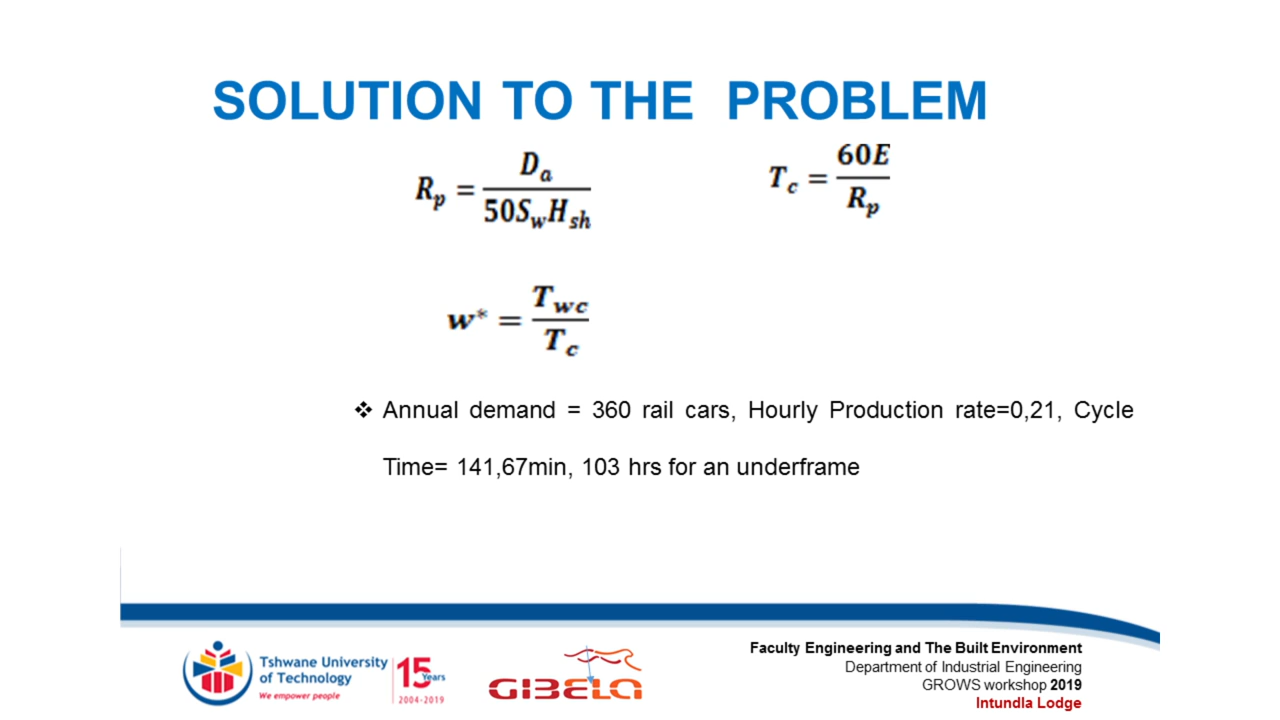 SOLUTION TO THE PROBLEM
R_p = D_a / 50S_wH_sh
T_c = 60E / R_p
w* = T_wc / T_c
❖ Annual demand = 360 rail cars, Hourly Production rate=0,21, Cycle
Time= 141,67min, 103 hrs for an underframe
Tshwane University
of Technology
We empower people
15 Years
2004-2019
GIBELA
Faculty Engineering and The Built Environment
Department of Industrial Engineering
GROWS workshop 2019
Intundla Lodge